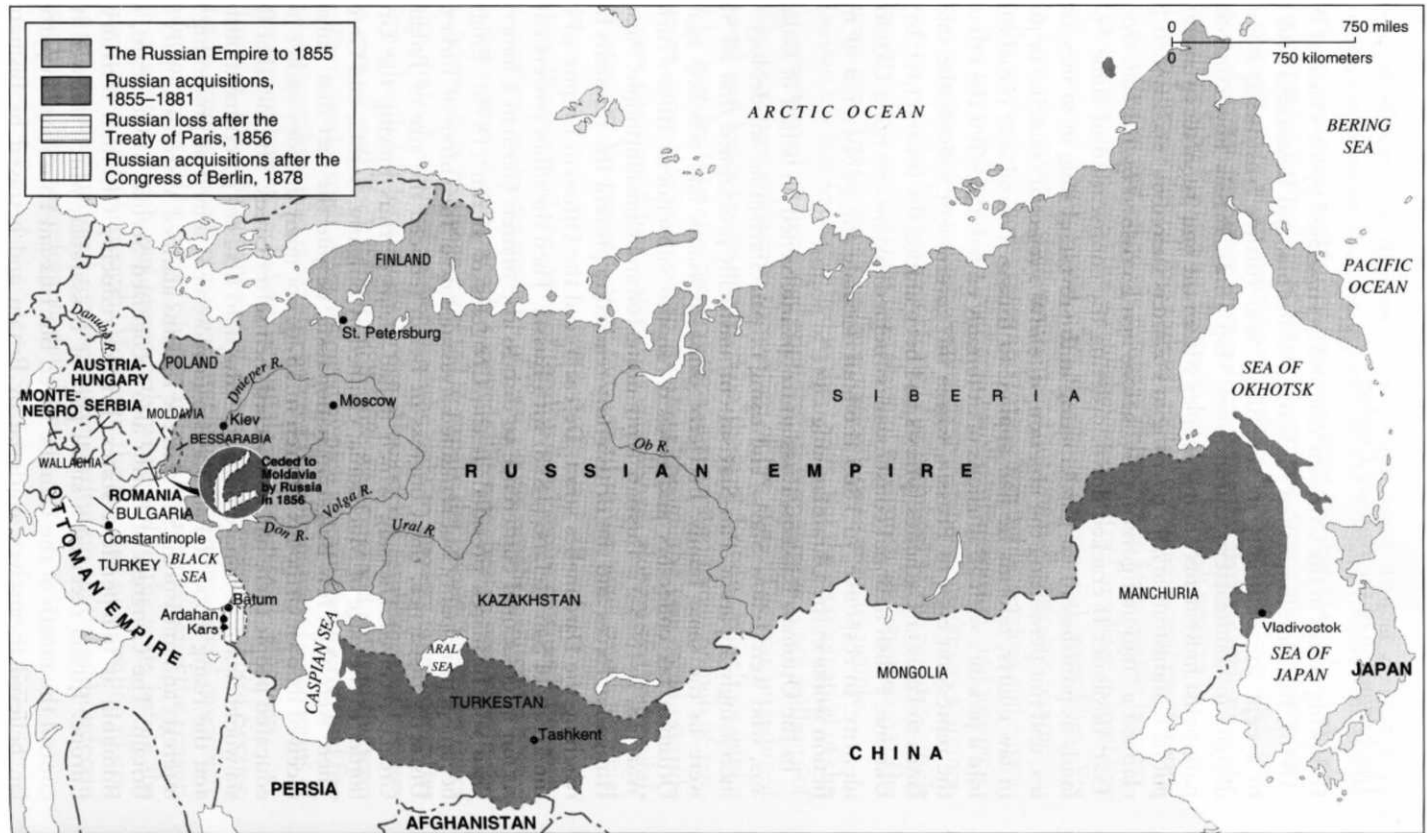 The Russian Empire to 1855
Russian acquisitions,
1855–1881
Russian loss after the
Treaty of Paris, 1856
Russian acquisitions after the
Congress of Berlin, 1878
0 750 miles
0 750 kilometers
ARCTIC OCEAN
BERING
SEA
PACIFIC
OCEAN
FINLAND
St. Petersburg
Danube R.
POLAND
AUSTRIA-
HUNGARY
MONTE-
NEGRO
SERBIA
MOLDAVIA
Dnieper R.
Kiev
Moscow
BESSARABIA
WALLACHIA
Ceded to
Moldavia
by Russia
in 1856
SIBERIA
SEA OF
OKHOTSK
Ob R.
RUSSIAN EMPIRE
ROMANIA
BULGARIA
Volga R.
Don R.
Ural R.
OTTOMAN EMPIRE
Constantinople
TURKEY
BLACK
SEA
Batum
Ardahan
Kars
KAZAKHSTAN
CASPIAN SEA
ARAL
SEA
MANCHURIA
Vladivostok
SEA OF
JAPAN
JAPAN
MONGOLIA
TURKESTAN
Tashkent
CHINA
PERSIA
AFGHANISTAN